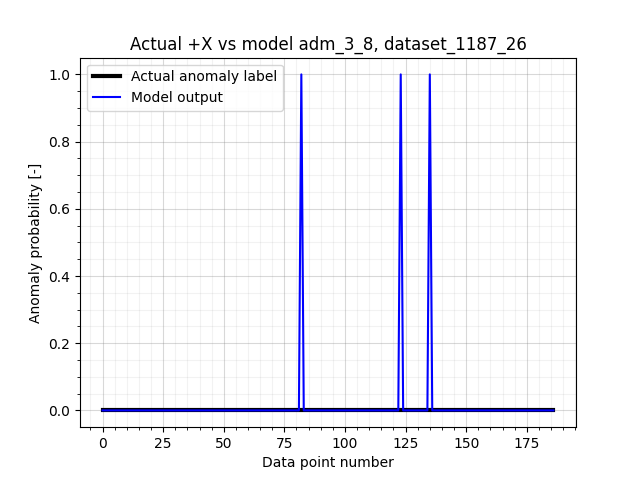 Actual +X vs model adm_3_8, dataset_1187_26
Actual anomaly label
Model output
Anomaly probability [-]
1.0
0.8
0.6
0.4
0.2
0.0
0 25 50 75 100 125 150 175
Data point number